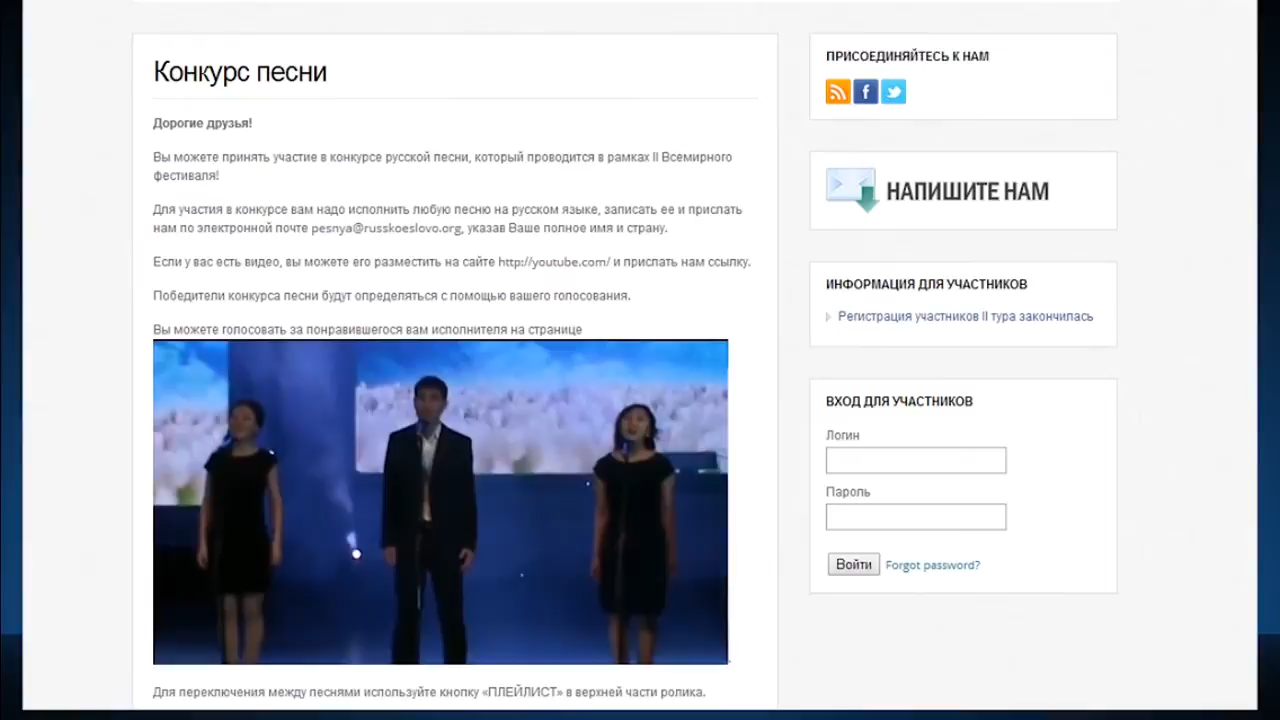 Конкурс песни
Дорогие друзья!
Вы можете принять участие в конкурсе русской песни, который проводится в рамках II Всемирного
фестиваля!
Для участия в конкурсе вам надо исполнить любую песню на русском языке, записать ее и прислать
нам по электронной почте pesnya@russkoeslovo.org, указав Ваше полное имя и страну.
Если у вас есть видео, вы можете его разместить на сайте http://youtube.com/ и прислать нам ссылку.
Победители конкурса песни будут определяться с помощью вашего голосования.
Вы можете голосовать за понравившегося вам исполнителя на странице
Для переключения между песнями используйте кнопку «ПЛЕЙЛИСТ» в верхней части ролика.
ПРИСОЕДИНЯЙТЕСЬ К НАМ
НАПИШИТЕ НАМ
ИНФОРМАЦИЯ ДЛЯ УЧАСТНИКОВ
Регистрация участников II тура закончилась
ВХОД ДЛЯ УЧАСТНИКОВ
Логин
Пароль
Войти Forgot password?